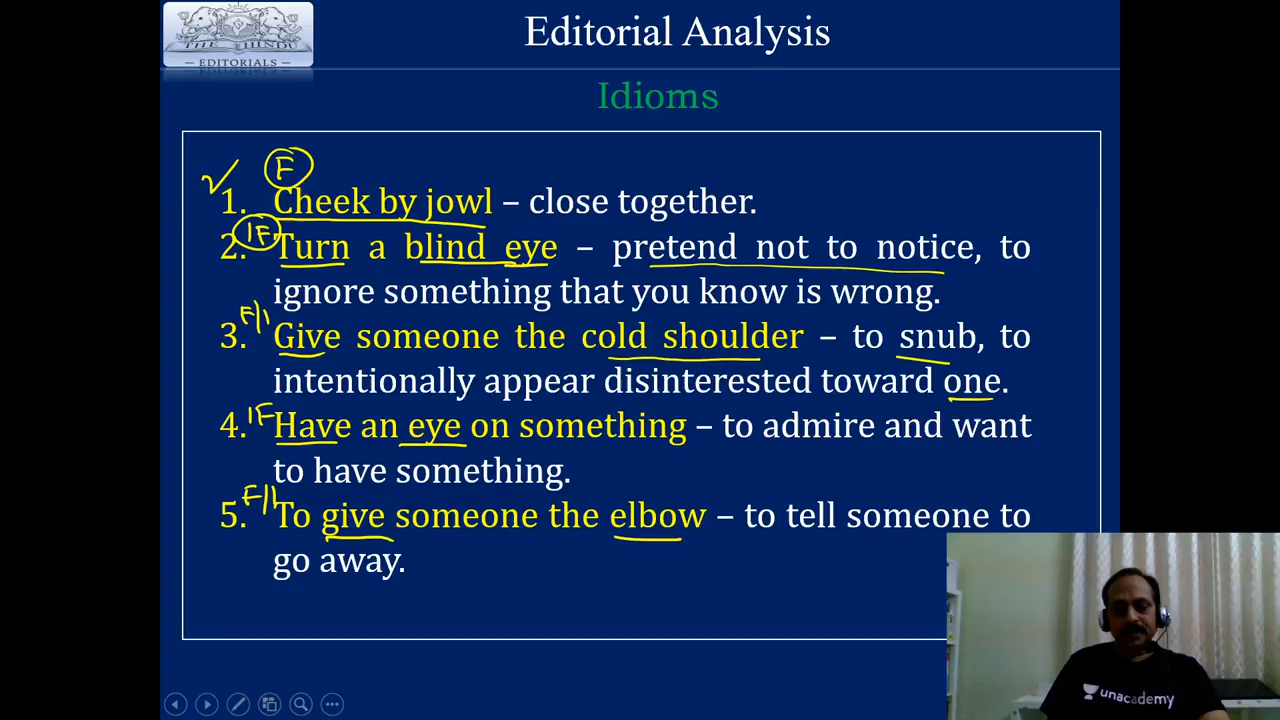 THE HINDU
— EDITORIALS —
Editorial Analysis
Idioms
F
1. Cheek by jowl – close together.
IF
2. Turn a blind eye – pretend not to notice, to
ignore something that you know is wrong.
F/I
3. Give someone the cold shoulder – to snub, to
intentionally appear disinterested toward one.
IF
4. Have an eye on something – to admire and want
to have something.
F/I
5. To give someone the elbow – to tell someone to
go away.
unacademy